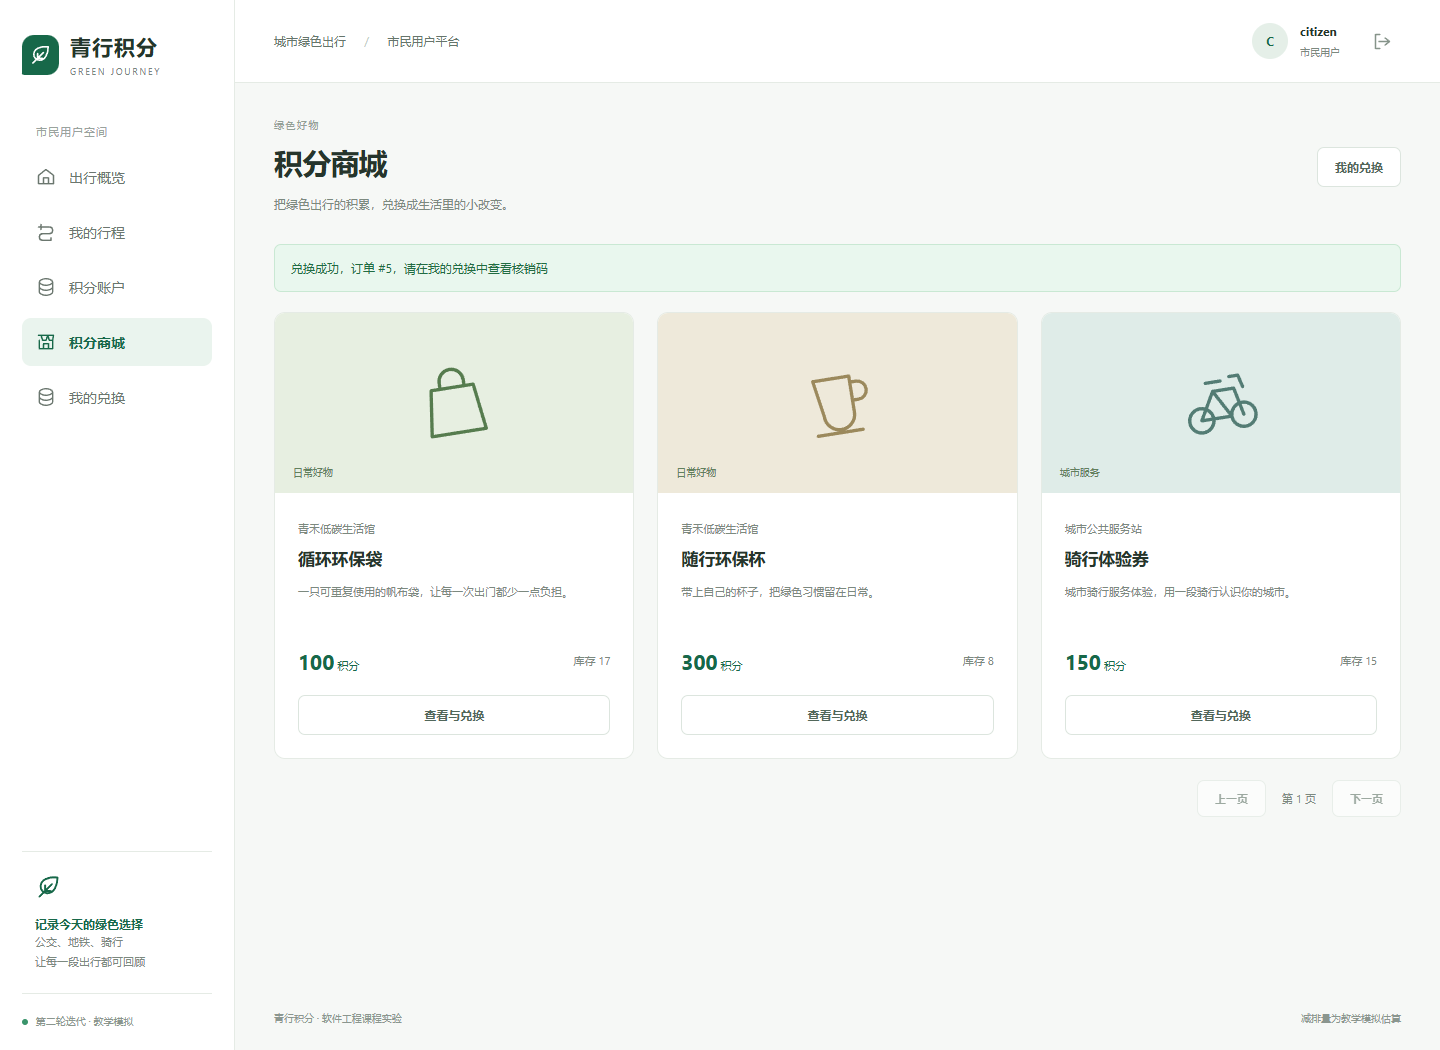 青行积分
GREEN JOURNEY
市民用户空间
出行概览
我的行程
积分账户
积分商城
我的兑换
记录今天的绿色选择
公交、地铁、骑行
让每一段出行都可回顾
第二轮迭代 · 教学模拟
城市绿色出行 / 市民用户平台
C
citizen
市民用户
绿色好物
积分商城
把绿色出行的积累，兑换成生活里的小改变。
我的兑换
兑换成功，订单 #5，请在我的兑换中查看核销码
日常好物
青禾低碳生活馆
循环环保袋
一只可重复使用的帆布袋，让每一次出门都少一点负担。
100 积分
库存 17
查看与兑换
日常好物
青禾低碳生活馆
随行环保杯
带上自己的杯子，把绿色习惯留在日常。
300 积分
库存 8
查看与兑换
城市服务
城市公共服务站
骑行体验券
城市骑行服务体验，用一段骑行认识你的城市。
150 积分
库存 15
查看与兑换
上一页
第 1 页
下一页
青行积分 · 软件工程课程实验
减排量为教学模拟估算